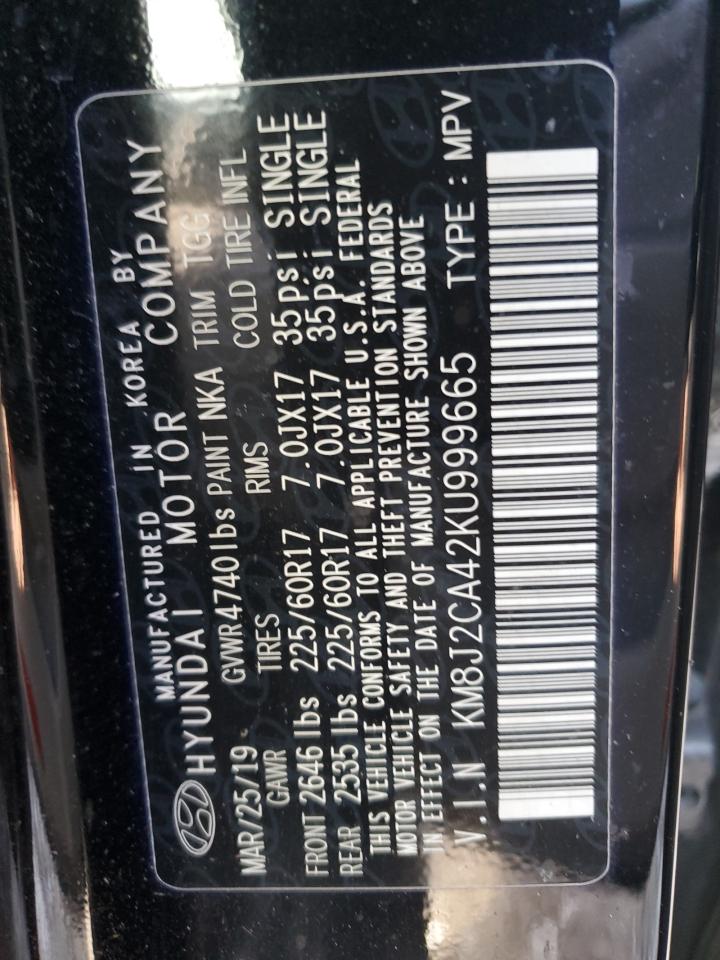 MANUFACTURED IN KOREA BY
HYUNDAI MOTOR COMPANY
MAR/25/19 GVWR4740lbs PAINT NKA TRIM TGG
GAWR TIRES RIMS COLD TIRE INFL
FRONT 2646 lbs 225/60R17 7.0JX17 35psi SINGLE
REAR 2535 lbs 225/60R17 7.0JX17 35psi SINGLE
THIS VEHICLE CONFORMS TO ALL APPLICABLE U.S.A. FEDERAL
MOTOR VEHICLE SAFETY AND THEFT PREVENTION STANDARDS
IN EFFECT ON THE DATE OF MANUFACTURE SHOWN ABOVE
V.I.N KM8J2CA42KU999665 TYPE : MPV